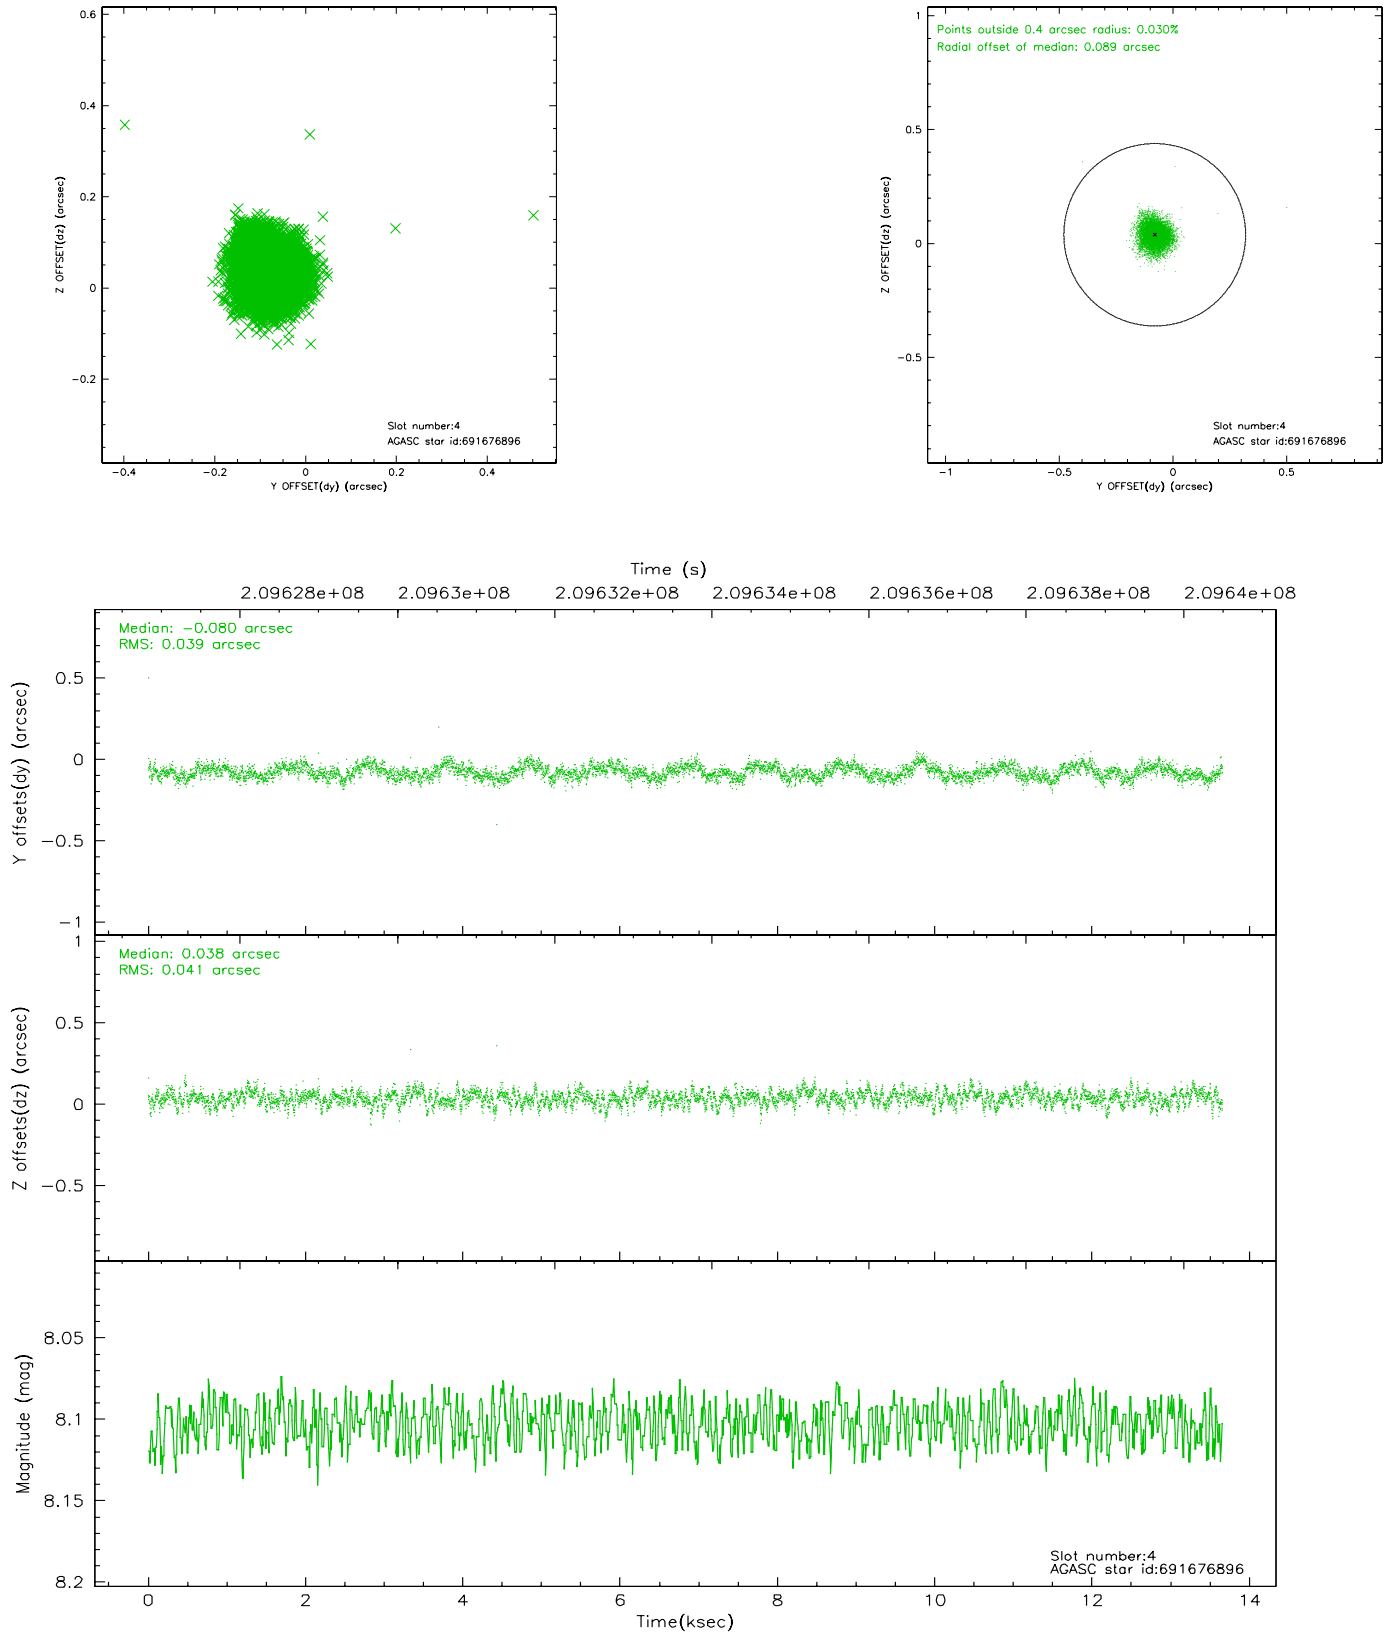 0.6
0.4
0.2
0
−0.2
Z OFFSET(dz) (arcsec)
Slot number:4
AGASC star id:691676896
−0.4 −0.2 0 0.2 0.4
Y OFFSET(dy) (arcsec)
Points outside 0.4 arcsec radius: 0.030%
Radial offset of median: 0.089 arcsec
1
0.5
0
−0.5
Z OFFSET(dz) (arcsec)
Slot number:4
AGASC star id:691676896
−1 −0.5 0 0.5
Y OFFSET(dy) (arcsec)
Time (s)
2.09628e+08 2.0963e+08 2.09632e+08 2.09634e+08 2.09636e+08 2.09638e+08 2.0964e+08
Median: −0.080 arcsec
RMS: 0.039 arcsec
0.5
0
−0.5
−1
Y offsets(dy) (arcsec)
Median: 0.038 arcsec
RMS: 0.041 arcsec
1
0.5
0
−0.5
Z offsets(dz) (arcsec)
8.05
8.1
8.15
8.2
Magnitude (mag)
Slot number:4
AGASC star id:691676896
0 2 4 6 8 10 12 14
Time(ksec)